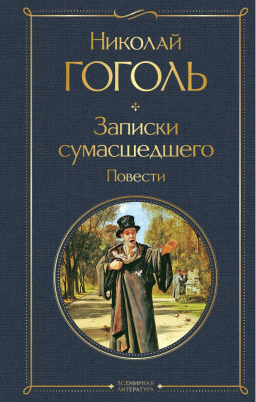 Николай
ГОГОЛЬ
Записки
сумасшедшего
Повести
ВСЕМИРНАЯ
ЛИТЕРАТУРА